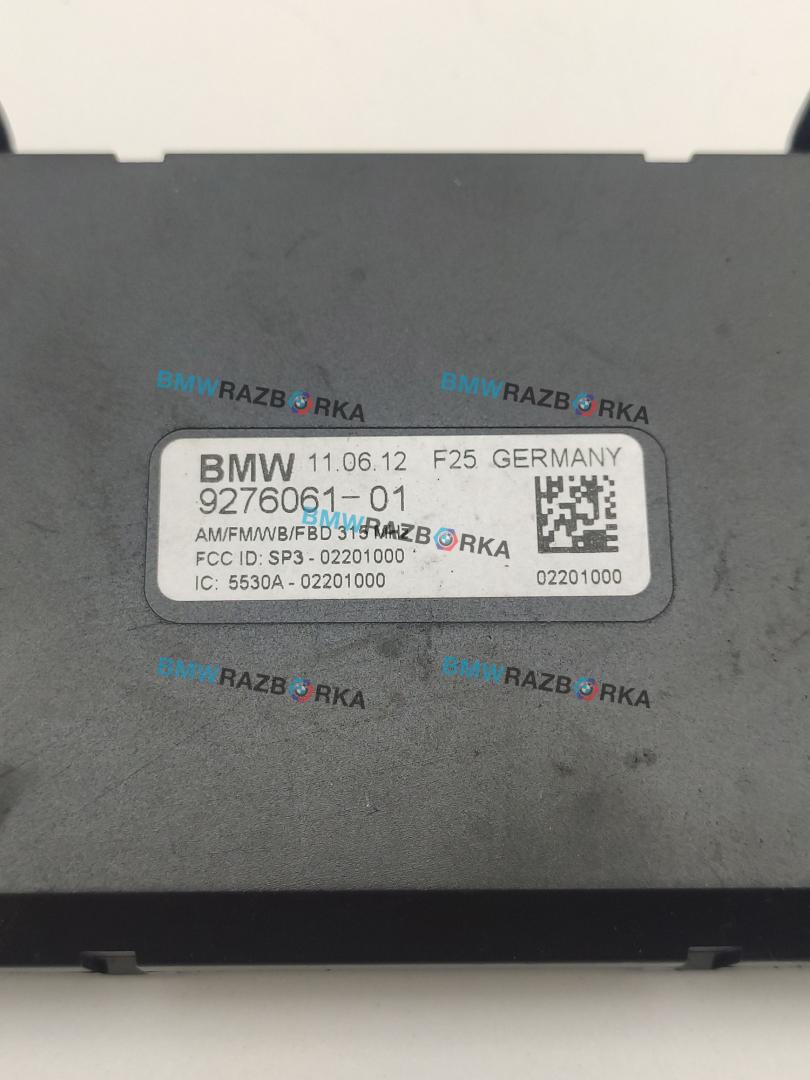 BMWRAZBORKA BMWRAZBORKA
BMW 11.06.12 F25 GERMANY
9276061-01
BMWRAZBORKA
AM/FM/WB/FBD 315 MHz
FCC ID: SP3 - 02201000
IC: 5530A - 02201000 02201000
BMWRAZBORKA BMWRAZBORKA